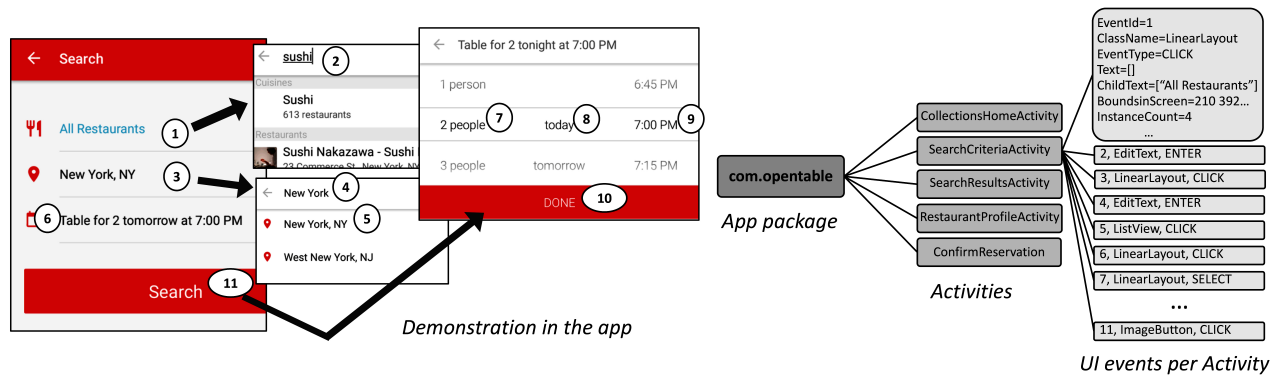 Search
1
All Restaurants
New York, NY
3
6
Table for 2 tomorrow at 7:00 PM
Search
11
sushi
2
Cuisines
Sushi
613 restaurants
Restaurants
Sushi Nakazawa - Sushi
23 Commerce St, New York, NY
New York
4
New York, NY
5
West New York, NJ
Table for 2 tonight at 7:00 PM
1 person 6:45 PM
2 people 7 today 8 7:00 PM 9
3 people tomorrow 7:15 PM
DONE 10
Demonstration in the app
com.opentable
App package
CollectionsHomeActivity
SearchCriteriaActivity
SearchResultsActivity
RestaurantProfileActivity
ConfirmReservation
Activities
EventId=1
ClassName=LinearLayout
EventType=CLICK
Text=[]
ChildText=["All Restaurants"]
BoundsinScreen=210 392...
InstanceCount=4
...
2, EditText, ENTER
3, LinearLayout, CLICK
4, EditText, ENTER
5, ListView, CLICK
6, LinearLayout, CLICK
7, LinearLayout, SELECT
...
11, ImageButton, CLICK
UI events per Activity